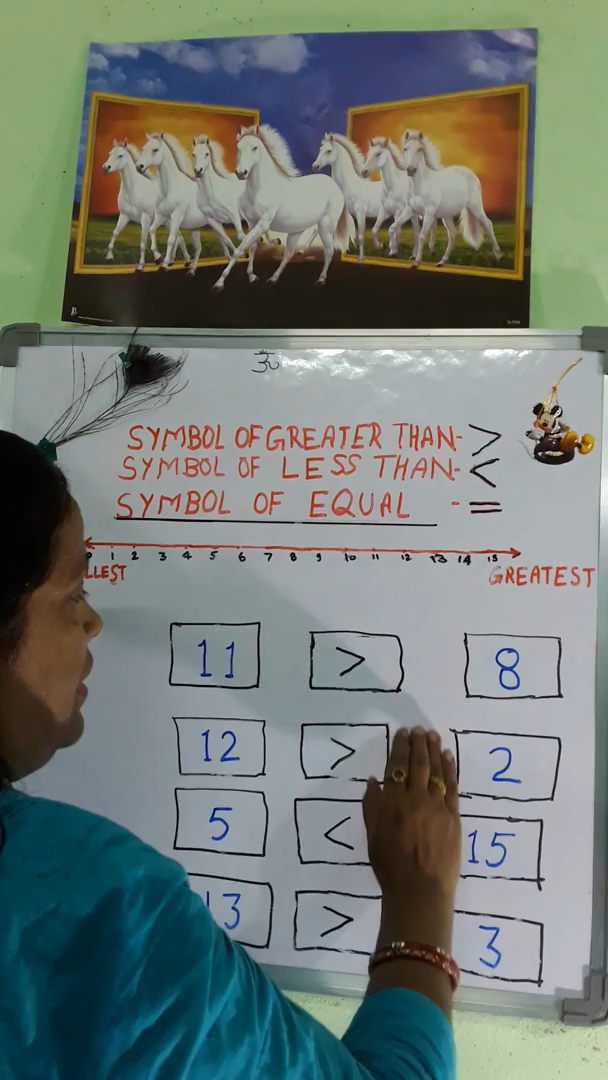 ॐ
SYMBOL OF GREATER THAN- >
SYMBOL OF LESS THAN- <
SYMBOL OF EQUAL - =
1 2 3 4 5 6 7 8 9 10 11 12 13 14 15
LLEST GREATEST
11 > 8
12 > 2
5 < 15
13 > 3